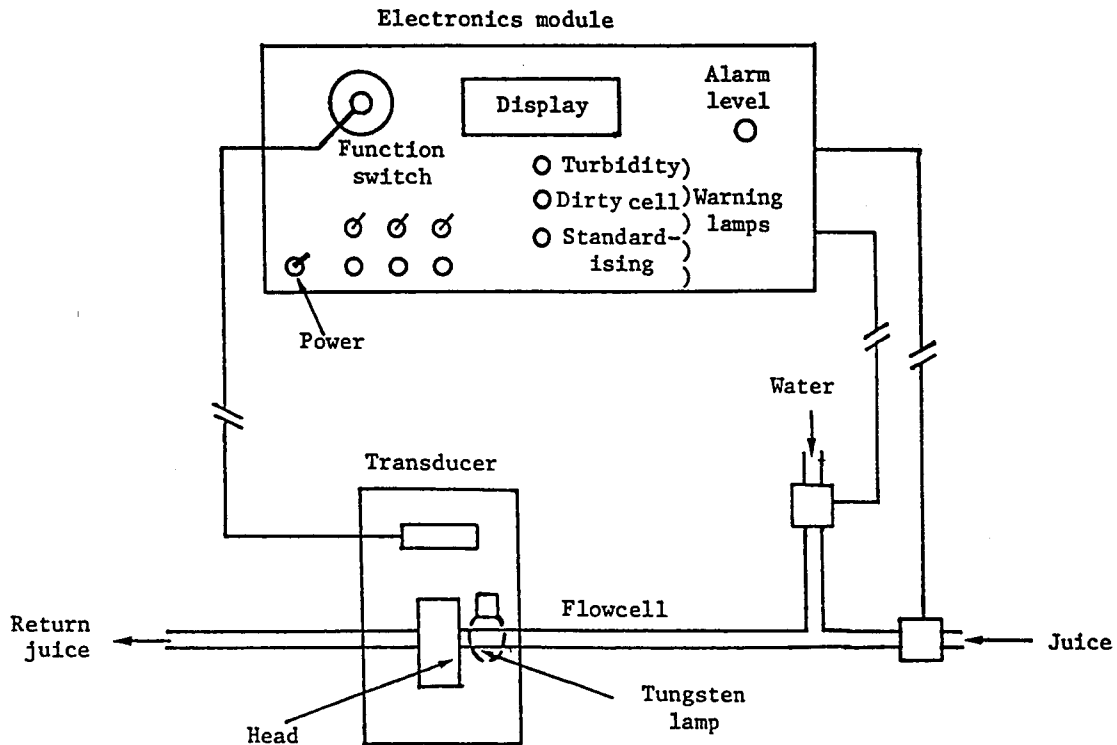 Electronics module
Display
Alarm
level
Function
switch
Turbidity
Dirty cell
Standard-
ising
Warning
lamps
Power
Water
Transducer
Flowcell
Return
juice
Juice
Tungsten
lamp
Head